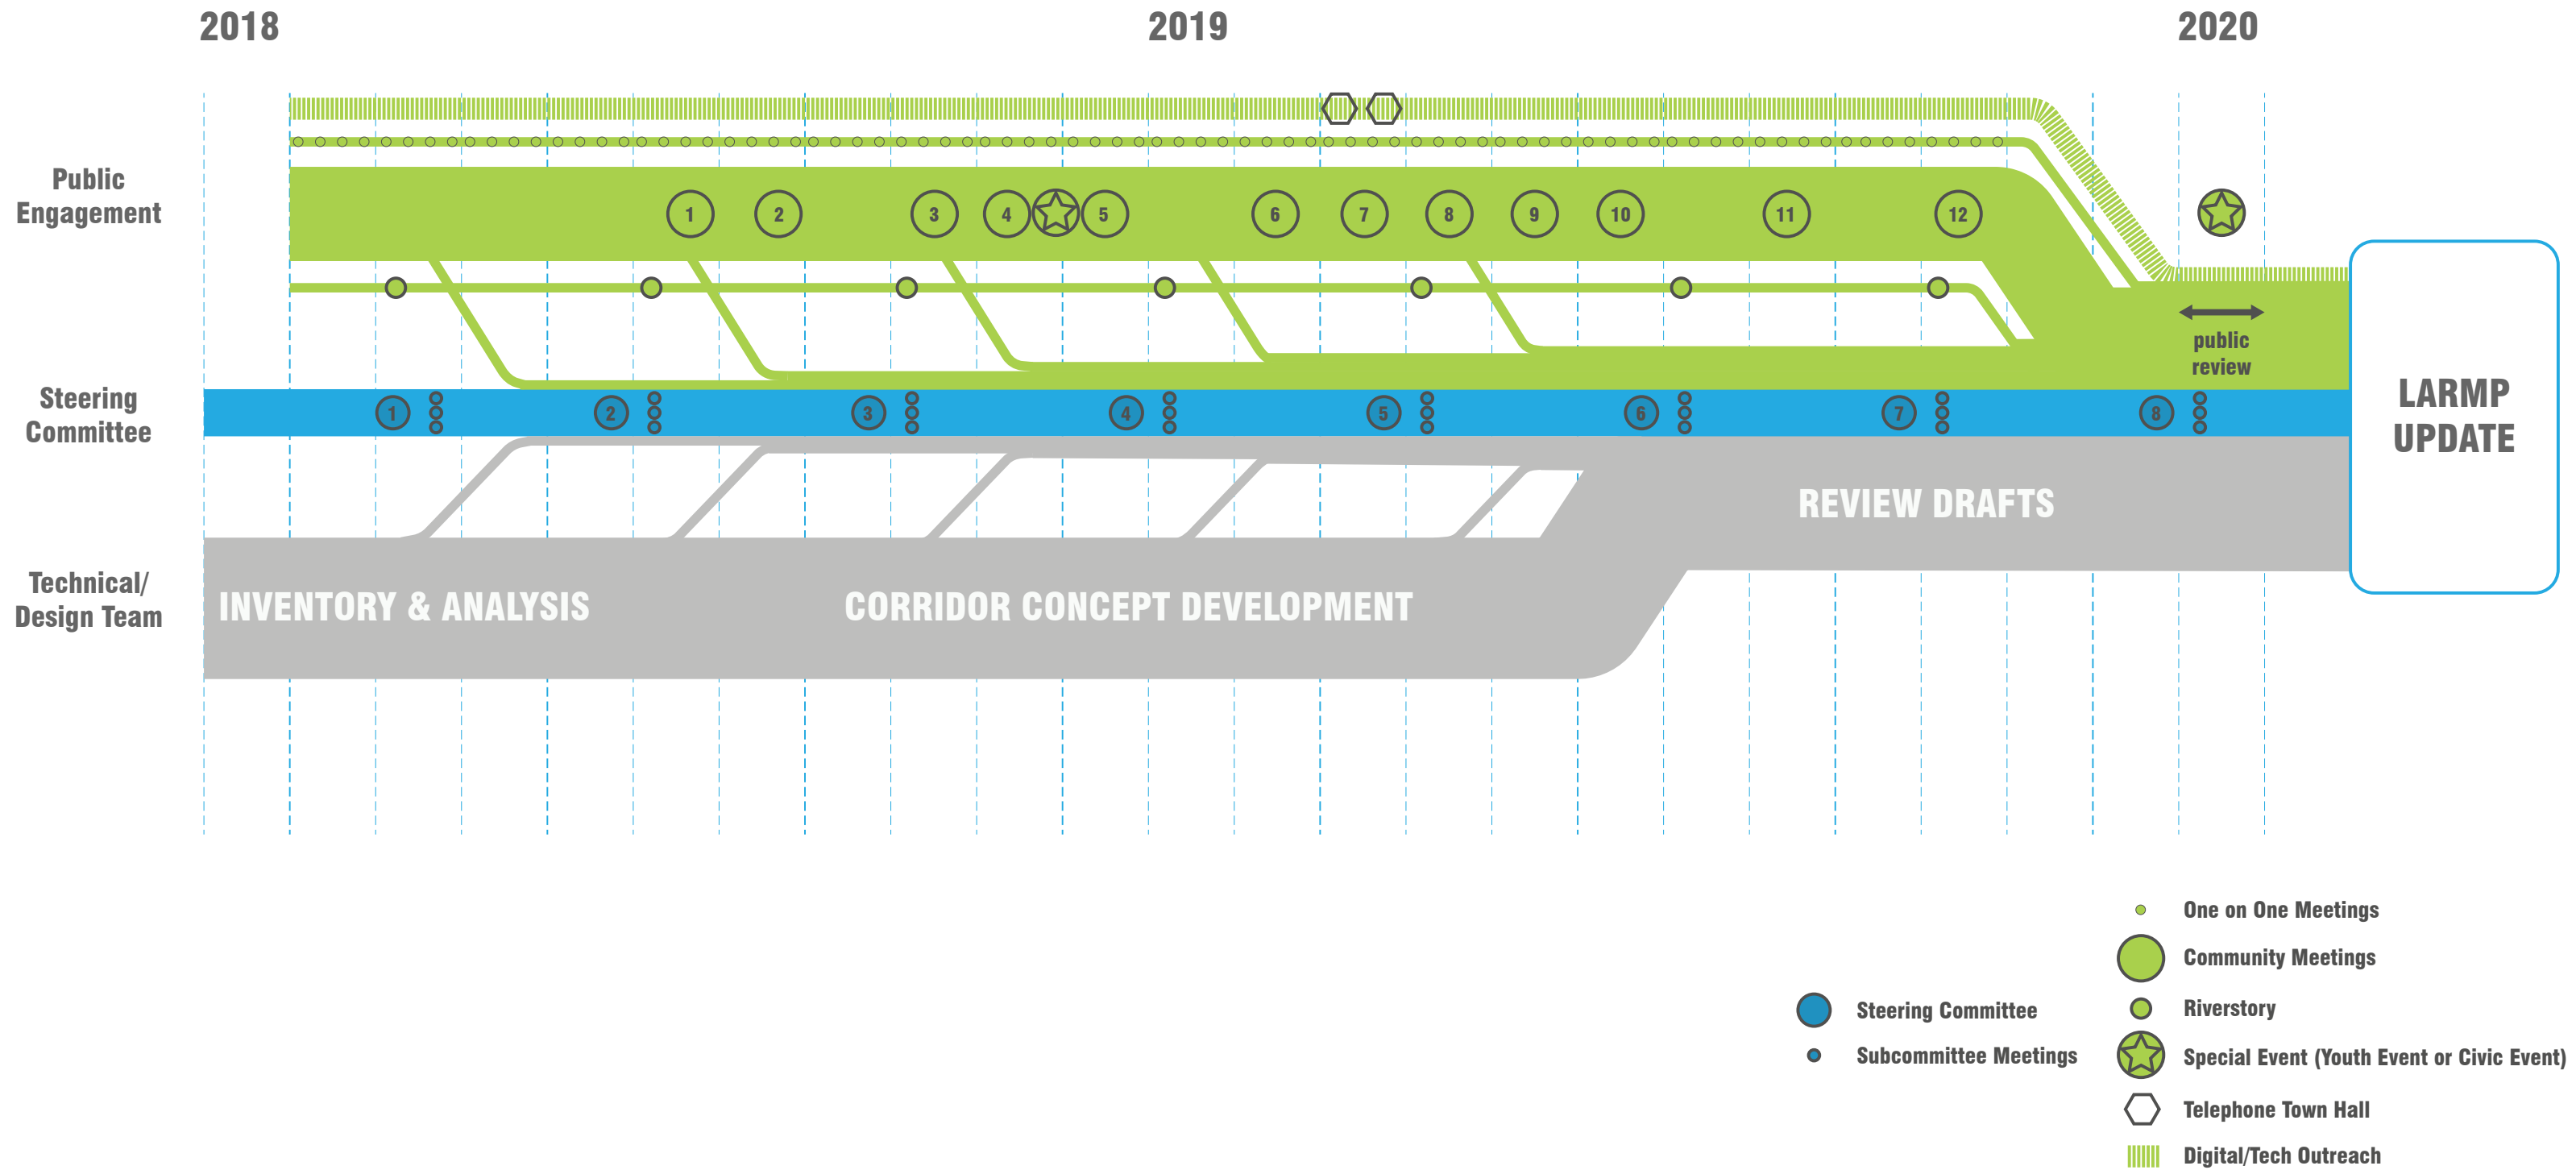 2018
2019
2020
Public
Engagement
1
2
3
4
5
6
7
8
9
10
11
12
public
review
Steering
Committee
1
2
3
4
5
6
7
8
LARMP
UPDATE
REVIEW DRAFTS
Technical/
Design Team
INVENTORY & ANALYSIS
CORRIDOR CONCEPT DEVELOPMENT
Steering Committee
Subcommittee Meetings
One on One Meetings
Community Meetings
Riverstory
Special Event (Youth Event or Civic Event)
Telephone Town Hall
Digital/Tech Outreach